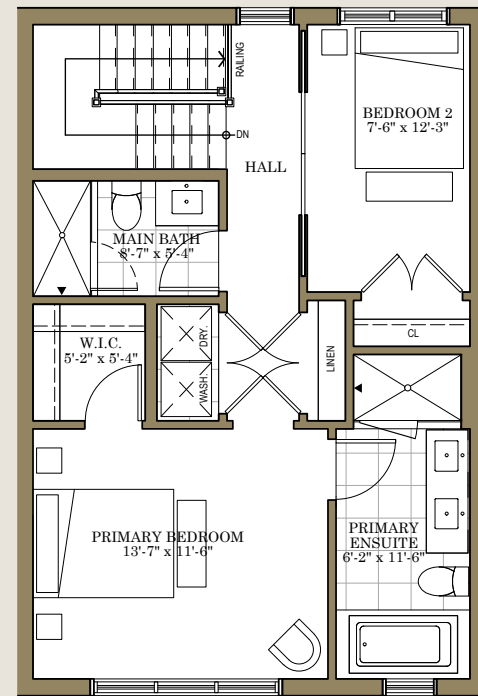 RAILING
DN
HALL
BEDROOM 2
7'-6" x 12'-3"
MAIN BATH
8'-7" x 5'-4"
W.I.C.
5'-2" x 5'-4"
DRY.
WASH.
LINEN
CL
PRIMARY BEDROOM
13'-7" x 11'-6"
PRIMARY
ENSUITE
6'-2" x 11'-6"